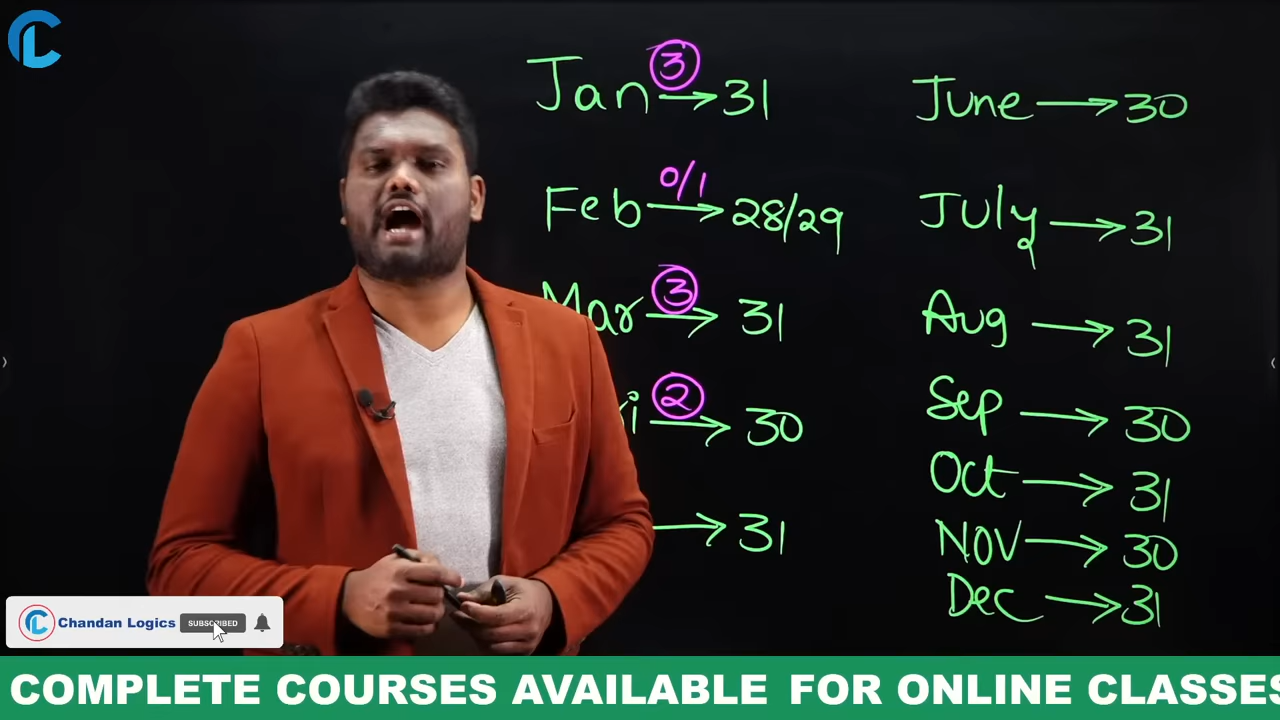 Jan ③ → 31
Feb 0/1 → 28/29
Mar ③ → 31
ri ② → 30
→ 31
June → 30
July → 31
Aug → 31
Sep → 30
Oct → 31
NOV → 30
Dec → 31
Chandan Logics SUBSCRIBED
COMPLETE COURSES AVAILABLE FOR ONLINE CLASSES